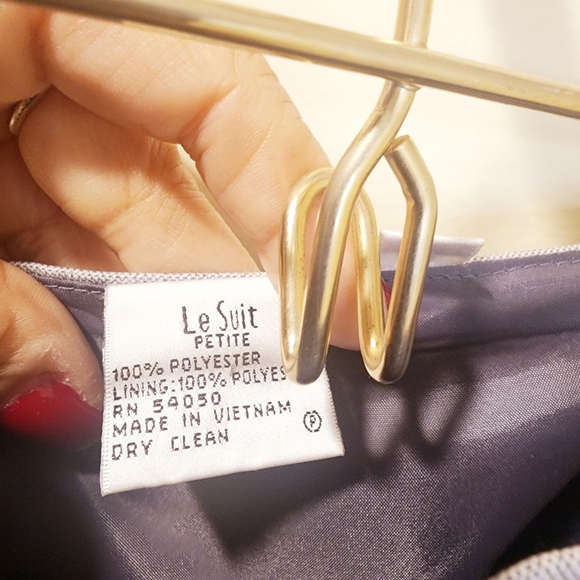 Le Suit
PETITE
100% POLYESTER
LINING:100% POLYES
RN 54050
MADE IN VIETNAM
DRY CLEAN
P